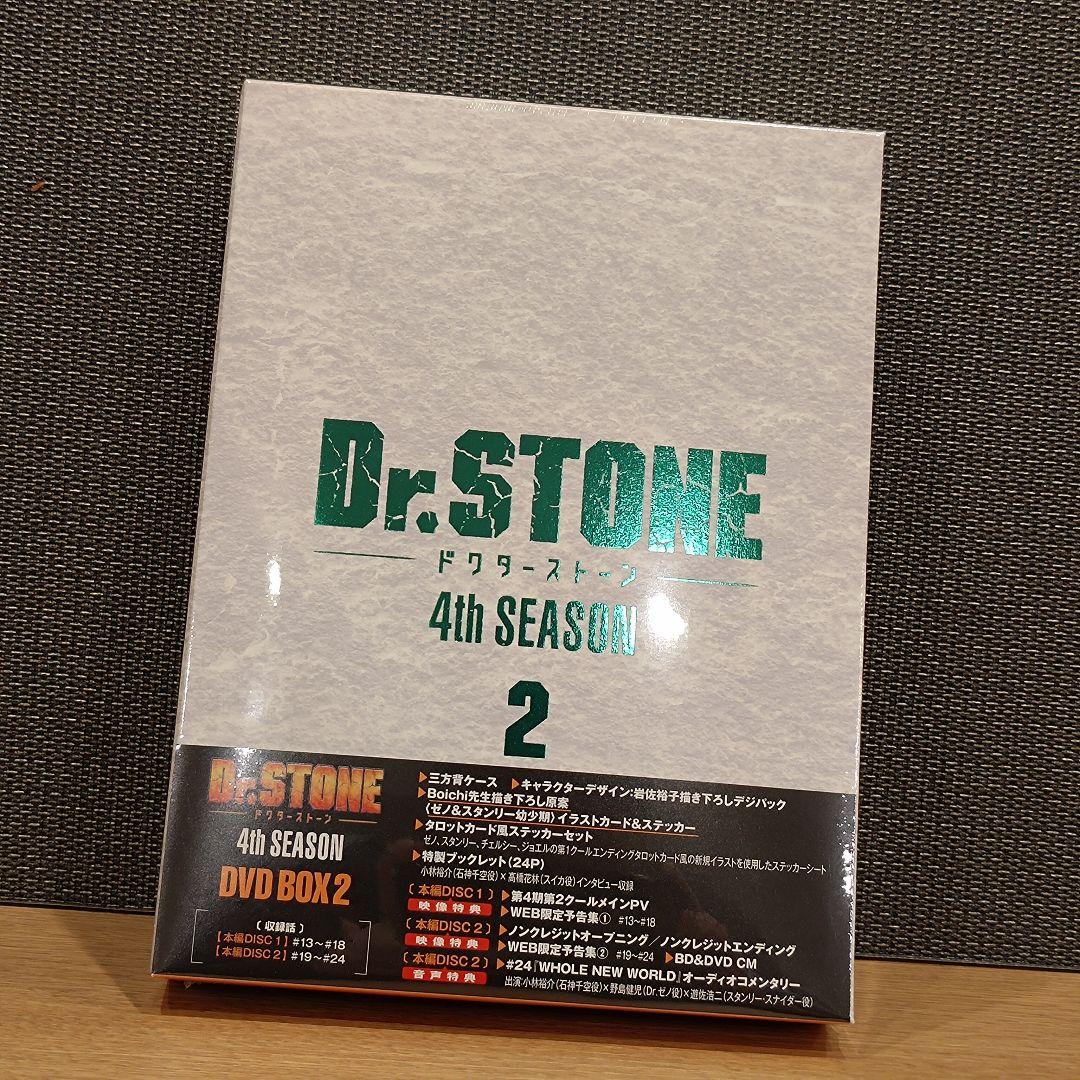 Dr.STONE
ドクターストーン
4th SEASON
2
Dr.STONE
ドクターストーン
4th SEASON
DVD BOX 2
〔収録話〕
【本編DISC 1】#13〜#18
【本編DISC 2】#19〜#24
▶三方背ケース ▶キャラクターデザイン:岩佐裕子描き下ろしデジパック
▶Boichi先生描き下ろし原案
〈ゼノ&スタンリー幼少期〉イラストカード&ステッカー
▶タロットカード風ステッカーセット
ゼノ、スタンリー、チェルシー、ジョエルの第1クールエンディングタロットカード風の新規イラストを使用したステッカーシート
▶特製ブックレット(24P)
小林裕介(石神千空役)×高橋花林(スイカ役)インタビュー収録
〔本編DISC 1〕
映像特典
▶第4期第2クールメインPV
▶WEB限定予告集① #13〜#18
〔本編DISC 2〕
映像特典
▶ノンクレジットオープニング/ノンクレジットエンディング
▶WEB限定予告集② #19〜#24 ▶BD&DVD CM
〔本編DISC 2〕
音声特典
▶#24『WHOLE NEW WORLD』オーディオコメンタリー
出演:小林裕介(石神千空役)×野島健児(Dr.ゼノ役)×遊佐浩二(スタンリー・スナイダー役)